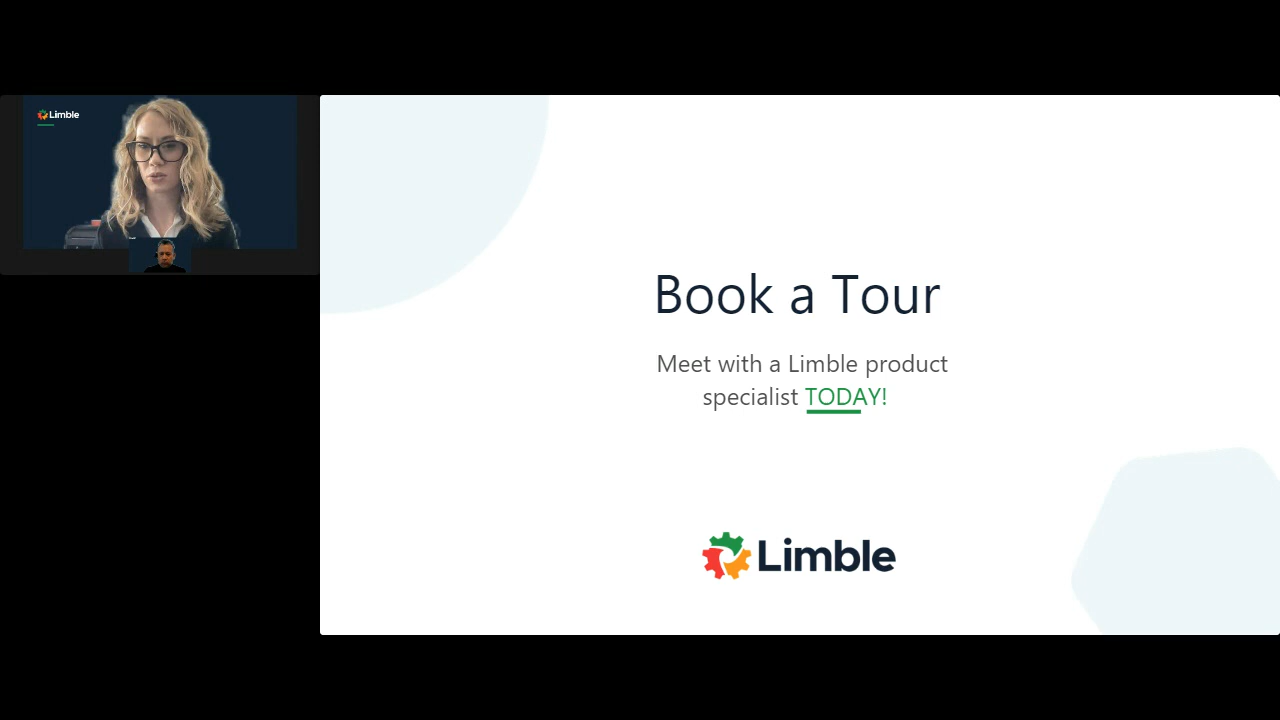 Limble
Book a Tour
Meet with a Limble product
specialist TODAY!
Limble